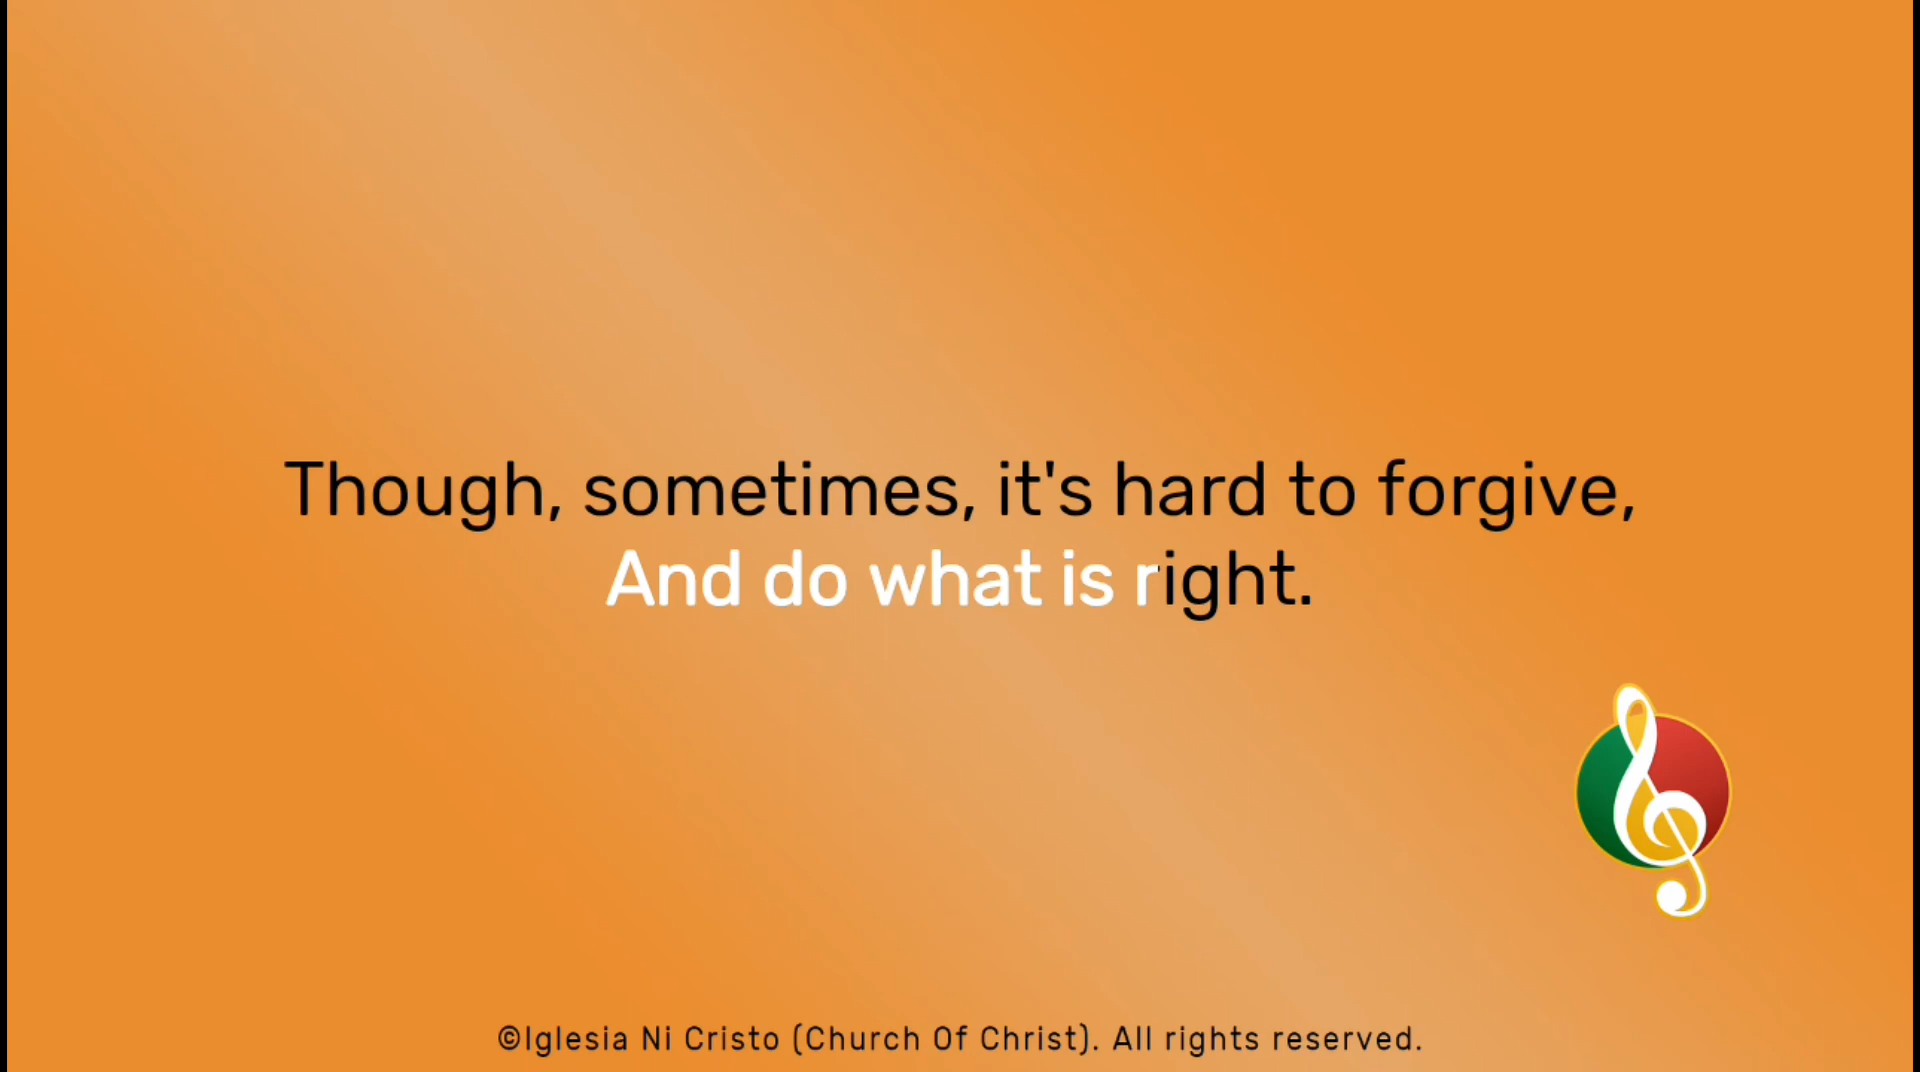 Though, sometimes, it's hard to forgive,
And do what is right.
©Iglesia Ni Cristo (Church Of Christ). All rights reserved.